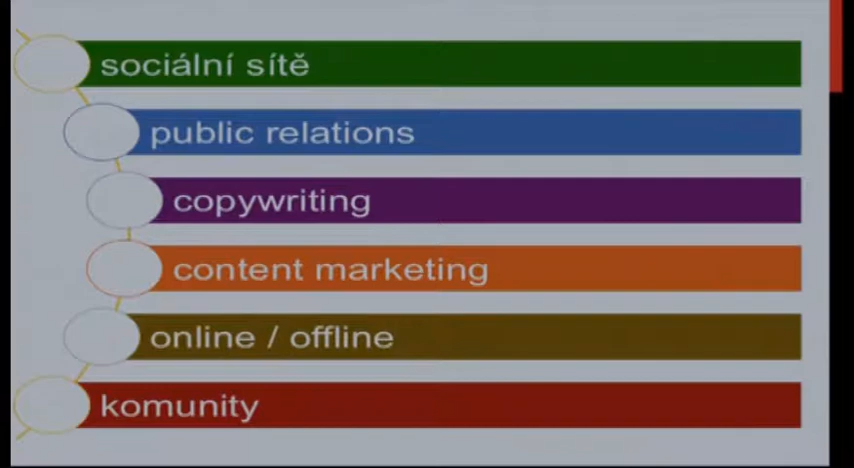 sociální sítě
public relations
copywriting
content marketing
online / offline
komunity